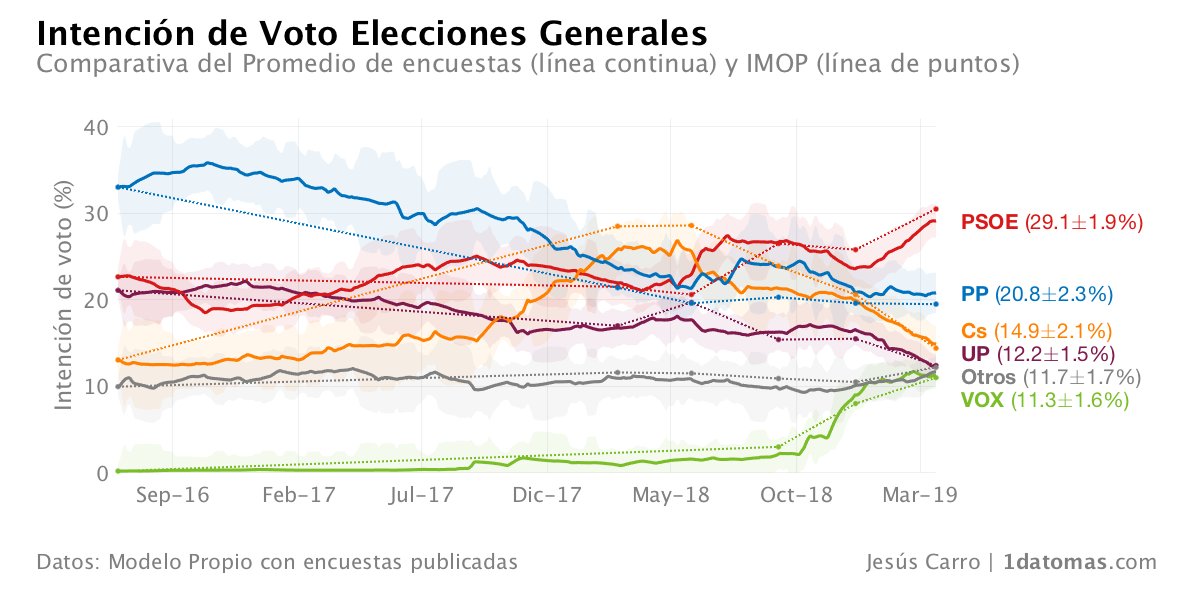 Intención de Voto Elecciones Generales
Comparativa del Promedio de encuestas (línea continua) y IMOP (línea de puntos)
Intención de voto (%)
40
30
20
10
0
Sep−16
Feb−17
Jul−17
Dic−17
May−18
Oct−18
Mar−19
PSOE (29.1±1.9%)
PP (20.8±2.3%)
Cs (14.9±2.1%)
UP (12.2±1.5%)
Otros (11.7±1.7%)
VOX (11.3±1.6%)
Datos: Modelo Propio con encuestas publicadas
Jesús Carro | 1datomas.com